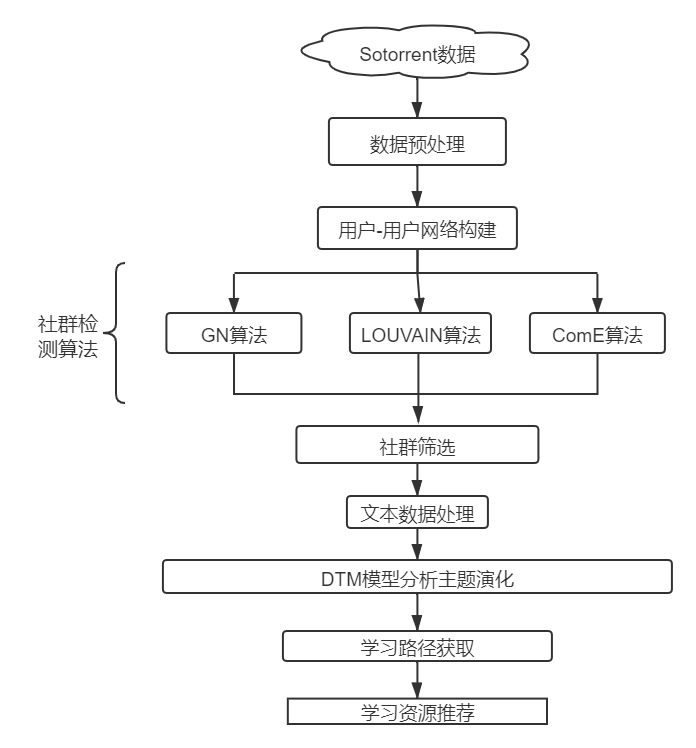 Sotorrent数据
数据预处理
用户-用户网络构建
社群检
测算法
GN算法
LOUVAIN算法
ComE算法
社群筛选
文本数据处理
DTM模型分析主题演化
学习路径获取
学习资源推荐